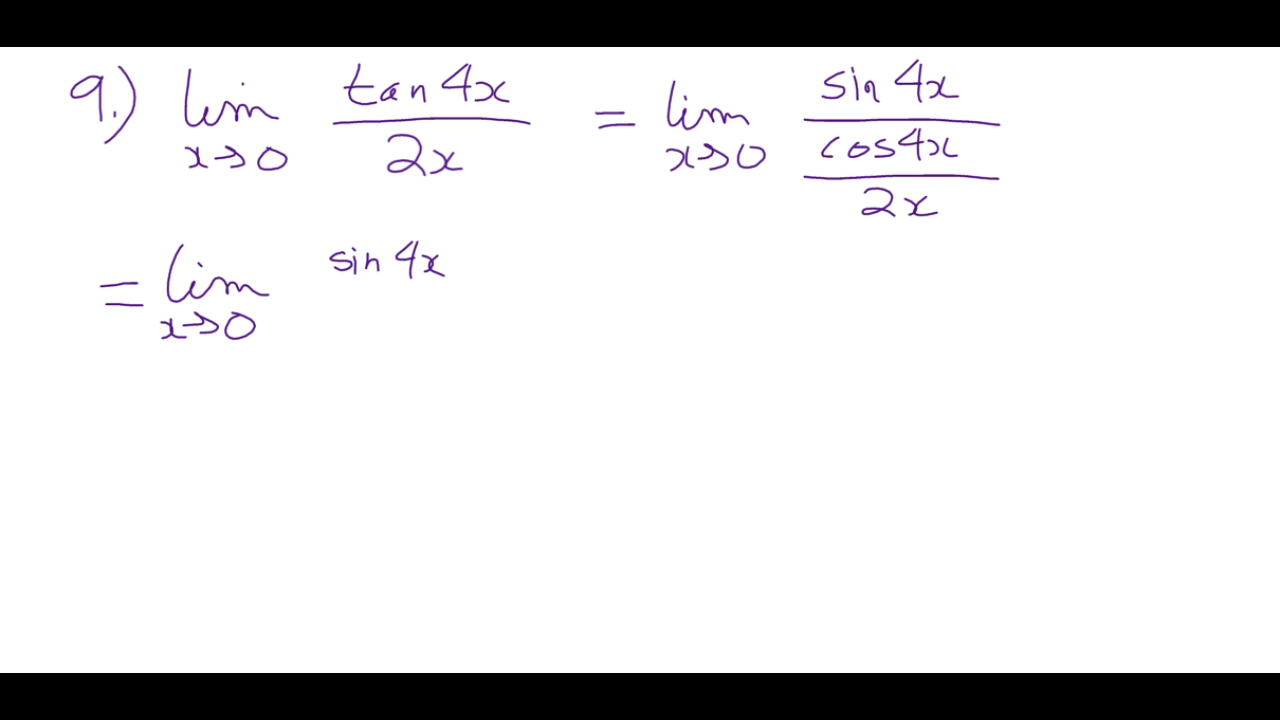 9.) lim x→0 tan 4x / 2x = lim x→0 sin 4x / cos 4x / 2x
= lim x→0 sin 4x